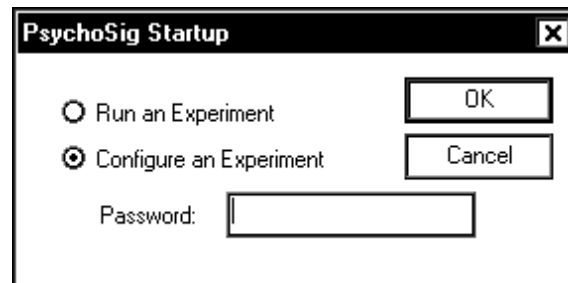 PsychoSig Startup
Run an Experiment
OK
Configure an Experiment
Cancel
Password: